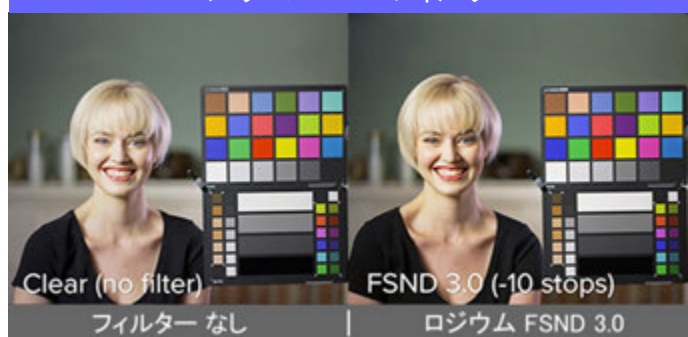 Clear (no filter)
FSND 3.0 (-10 stops)
フィルター なし | ロジウム FSND 3.0